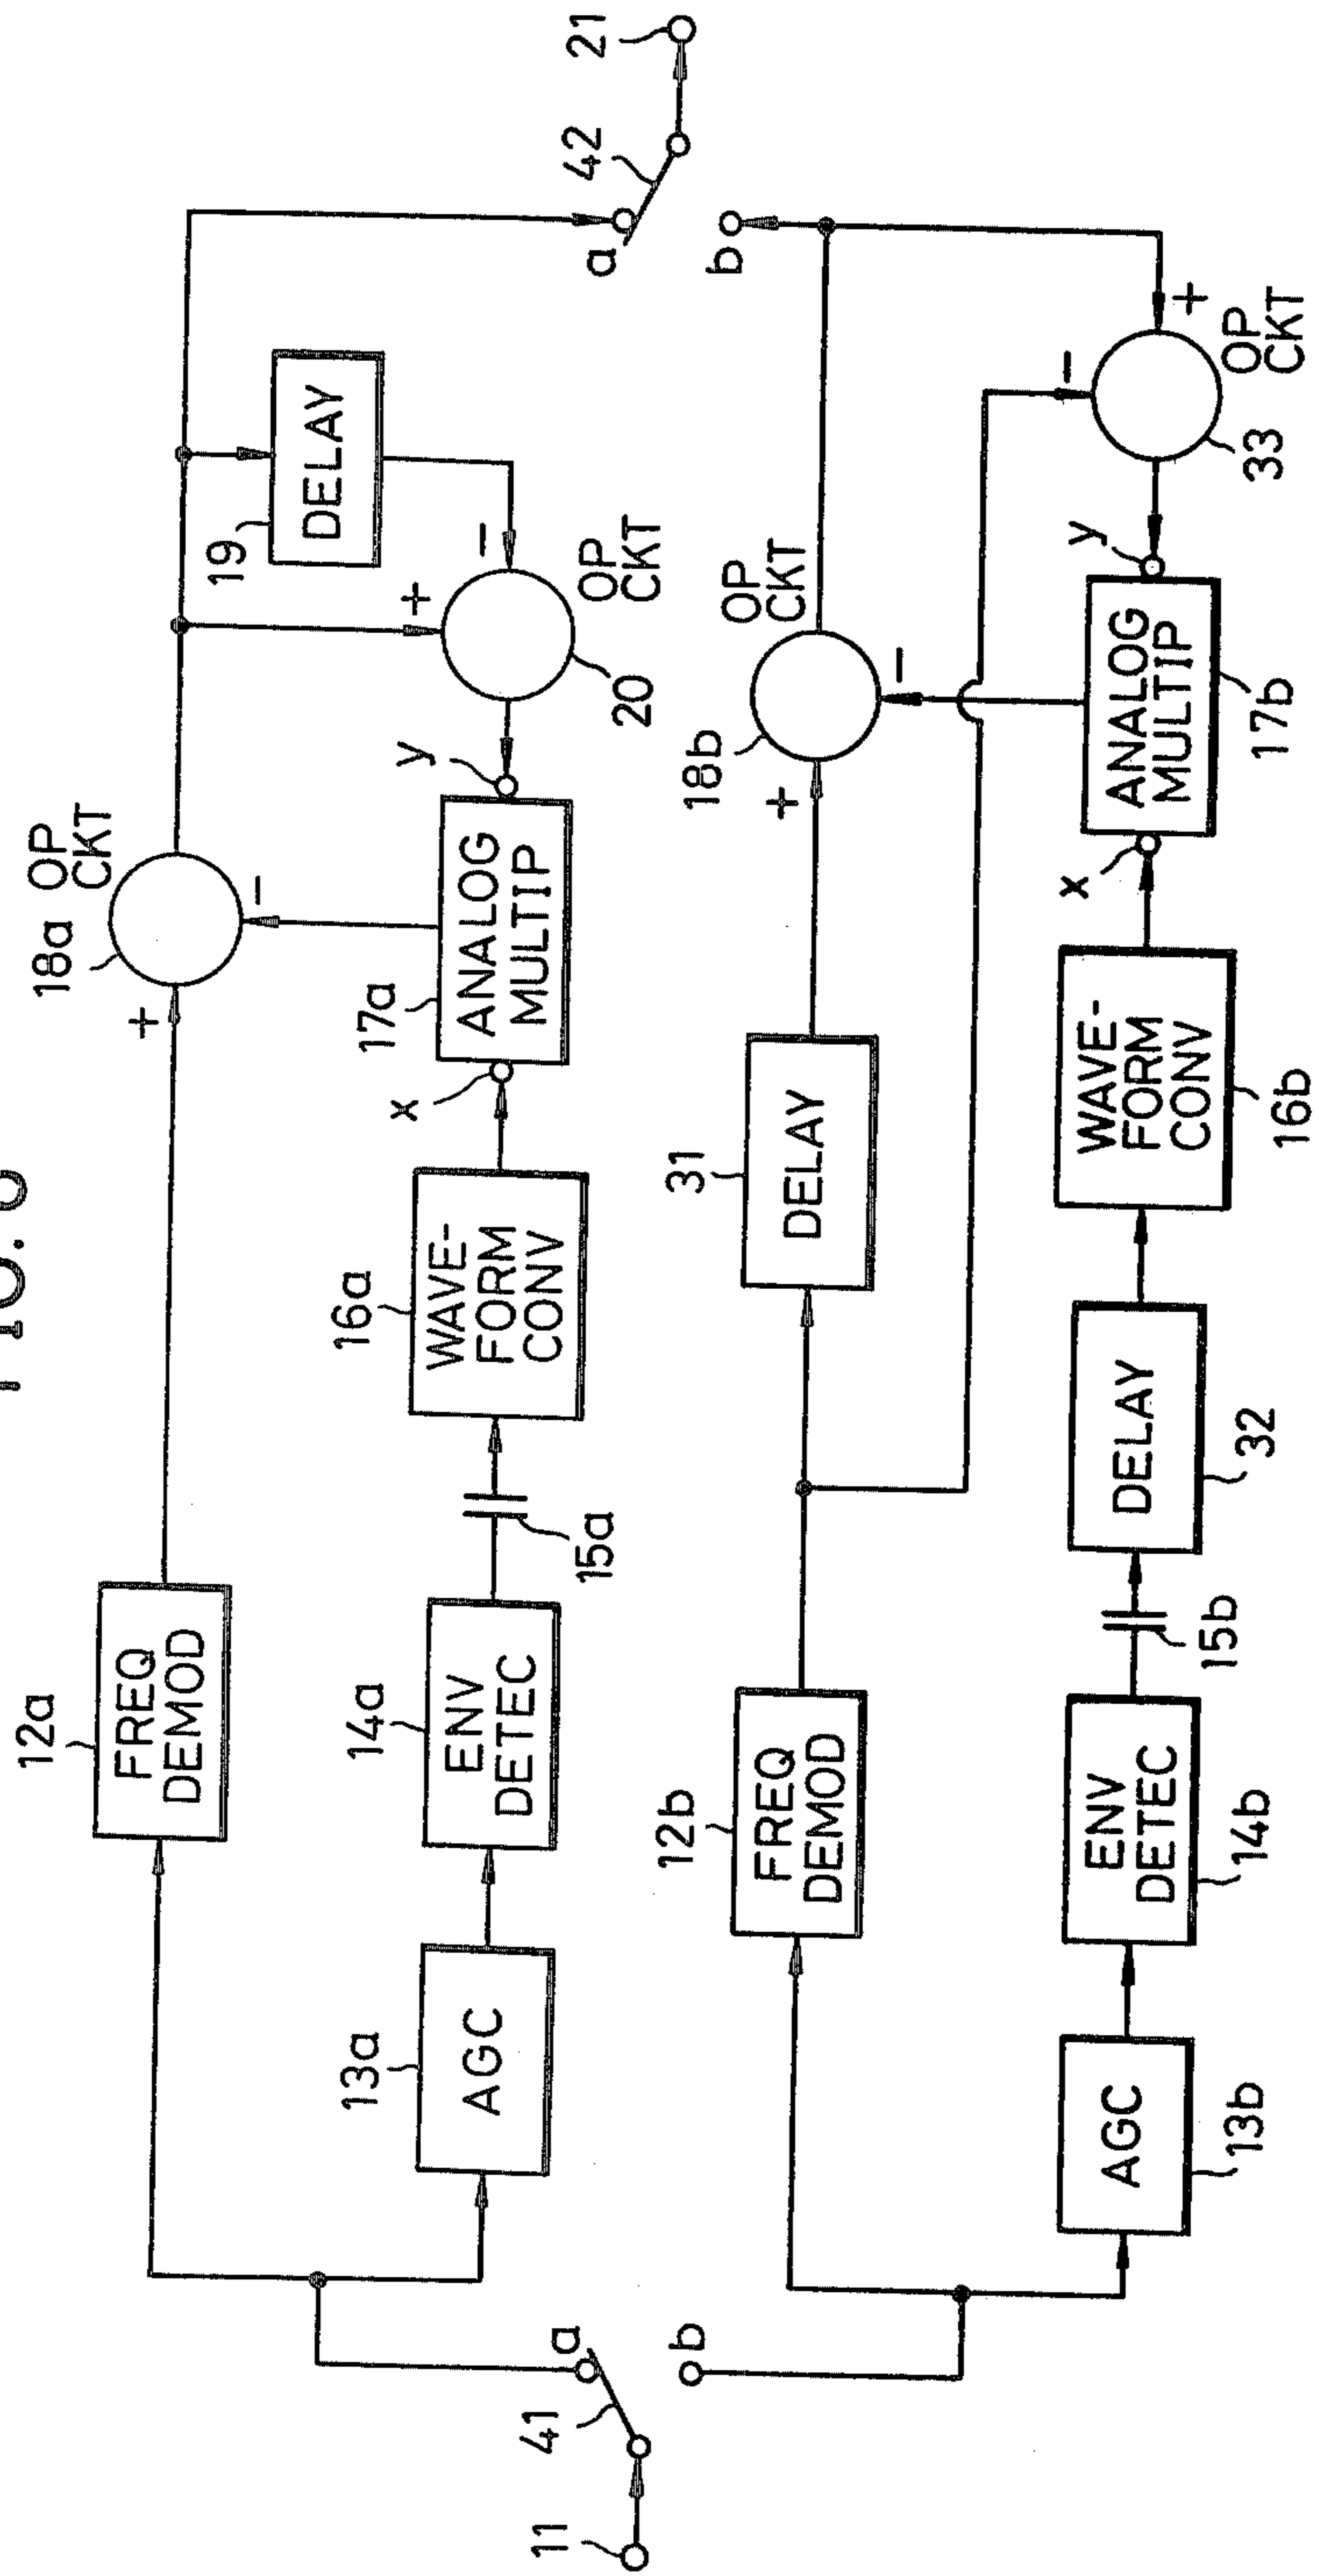 FIG.
12a
FREQ
DEMOD
18a
OP
CKT
+
-
19
DELAY
+
-
20
OP
CKT
13a
AGC
14a
ENV
DETEC
15a
16a
WAVE-
FORM
CONV
x
17a
ANALOG
MULTIP
y
11
41
a
b
a
b
42
21
12b
FREQ
DEMOD
31
DELAY
+
18b
OP
CKT
-
13b
AGC
14b
ENV
DETEC
15b
32
DELAY
16b
WAVE-
FORM
CONV
x
17b
ANALOG
MULTIP
y
-
+
33
OP
CKT